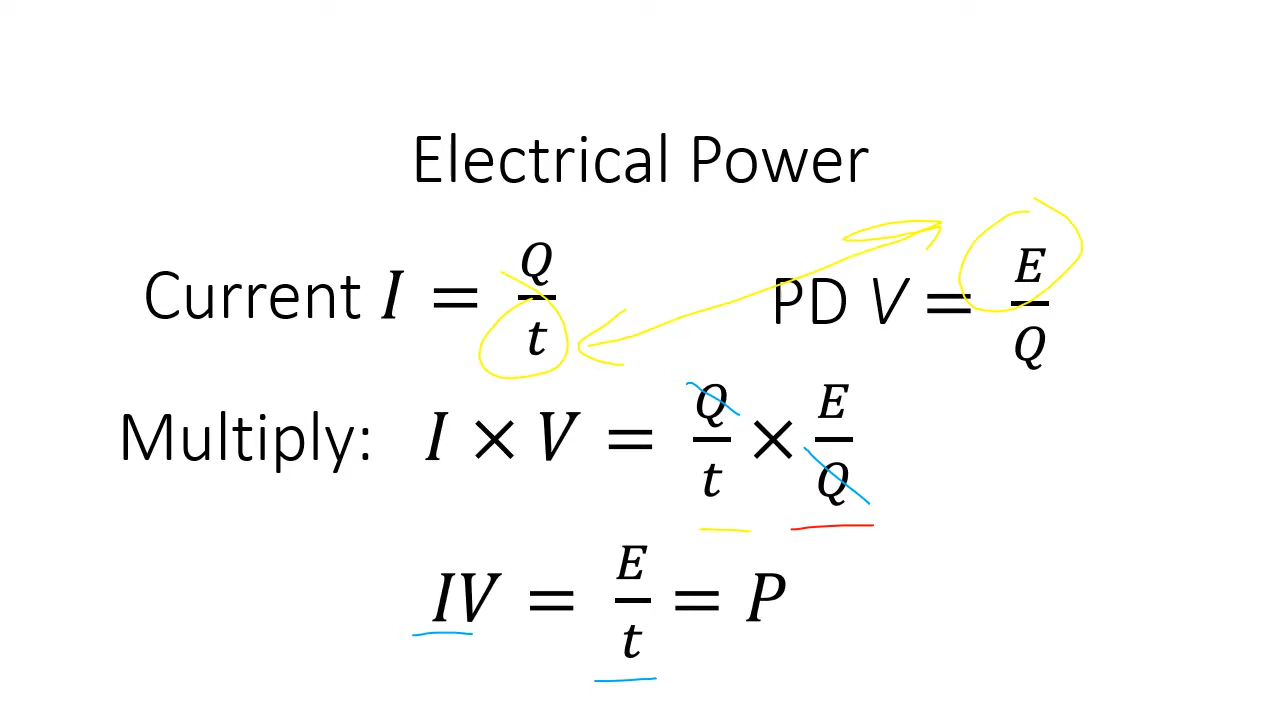 Electrical Power
Current I = Q/t PD V = E/Q
Multiply: I × V = Q/t × E/Q
IV = E/t = P